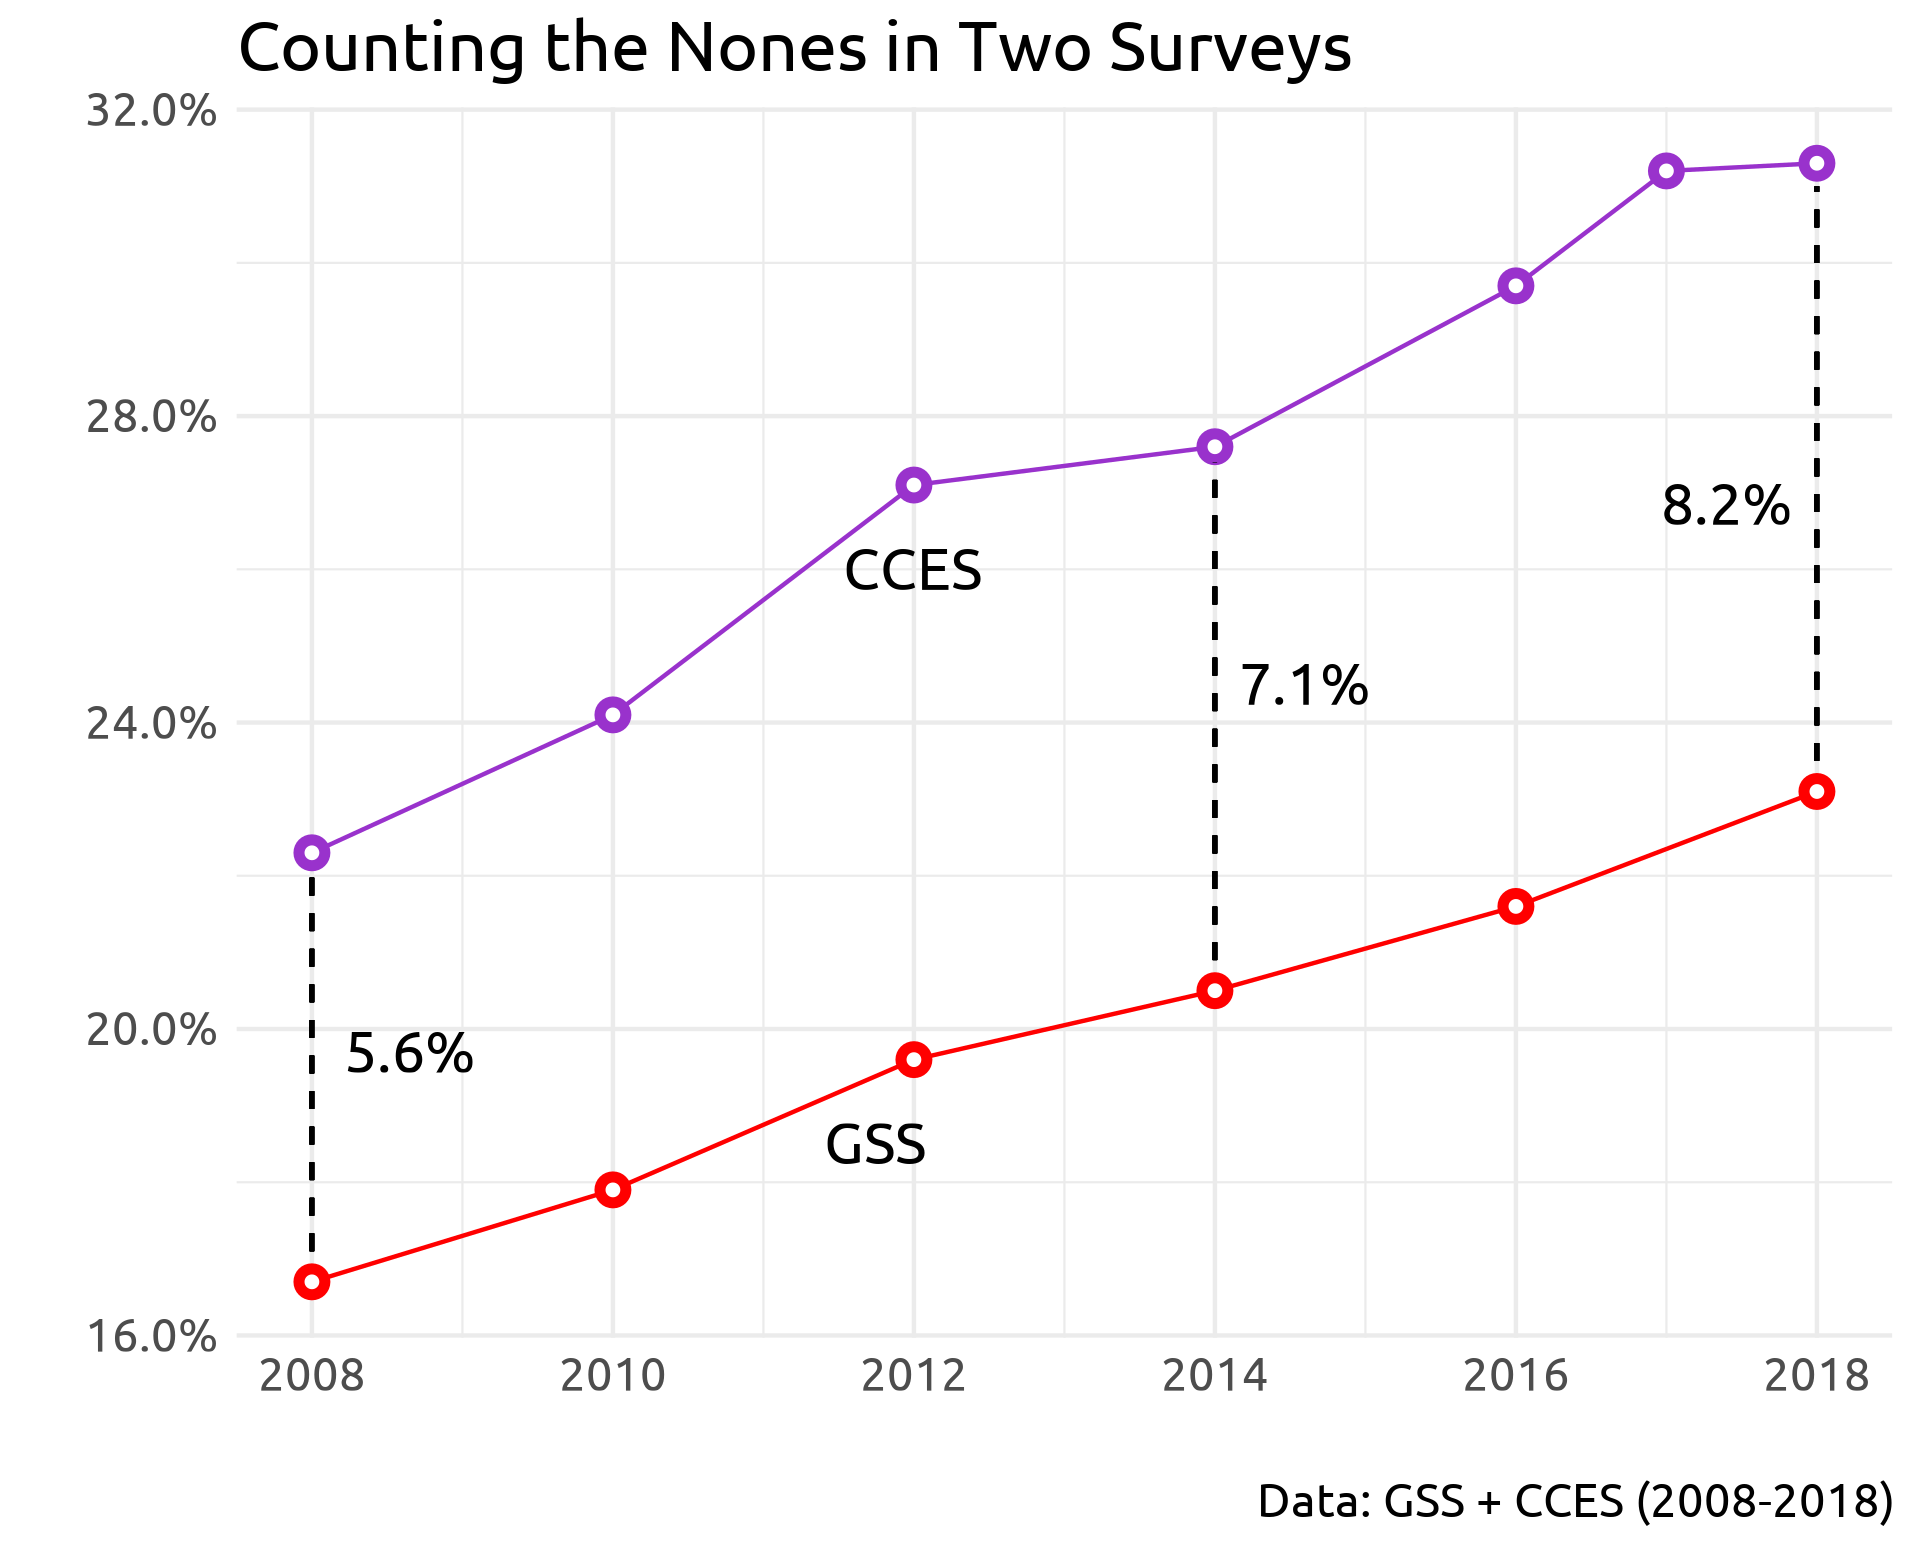 Counting the Nones in Two Surveys
32.0%
28.0%
8.2%
CCES
7.1%
24.0%
20.0%
5.6%
GSS
16.0%
2008 2010 2012 2014 2016 2018
Data: GSS + CCES (2008-2018)